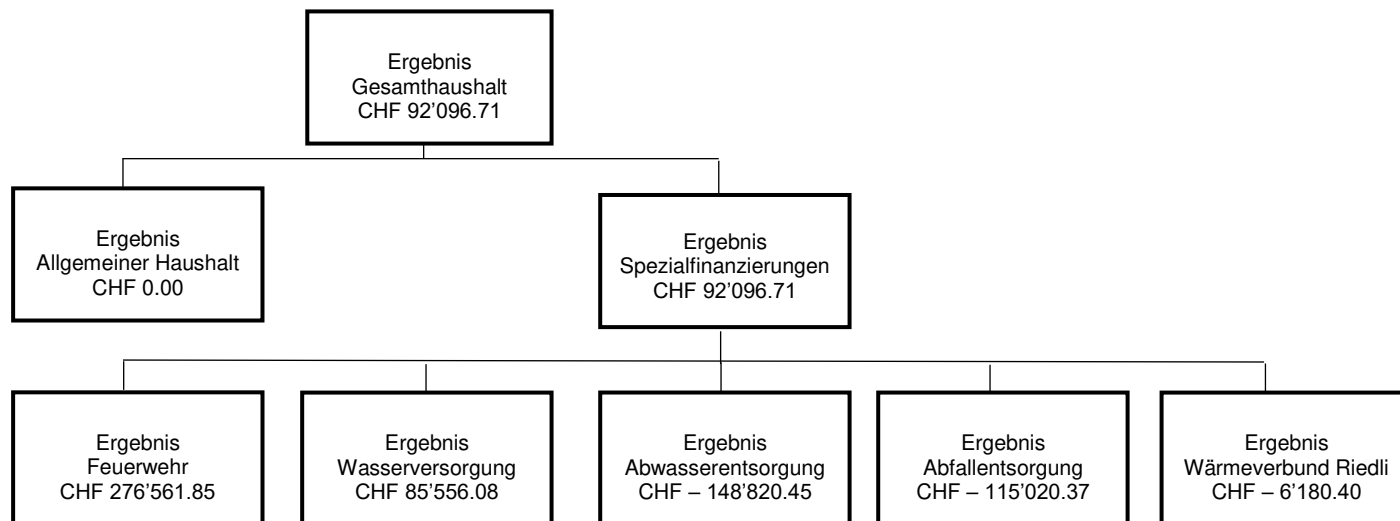 Ergebnis
Gesamthaushalt
CHF 92’096.71
Ergebnis
Allgemeiner Haushalt
CHF 0.00
Ergebnis
Spezialfinanzierungen
CHF 92’096.71
Ergebnis
Feuerwehr
CHF 276’561.85
Ergebnis
Wasserversorgung
CHF 85’556.08
Ergebnis
Abwasserentsorgung
CHF – 148’820.45
Ergebnis
Abfallentsorgung
CHF – 115’020.37
Ergebnis
Wärmeverbund Riedli
CHF – 6’180.40